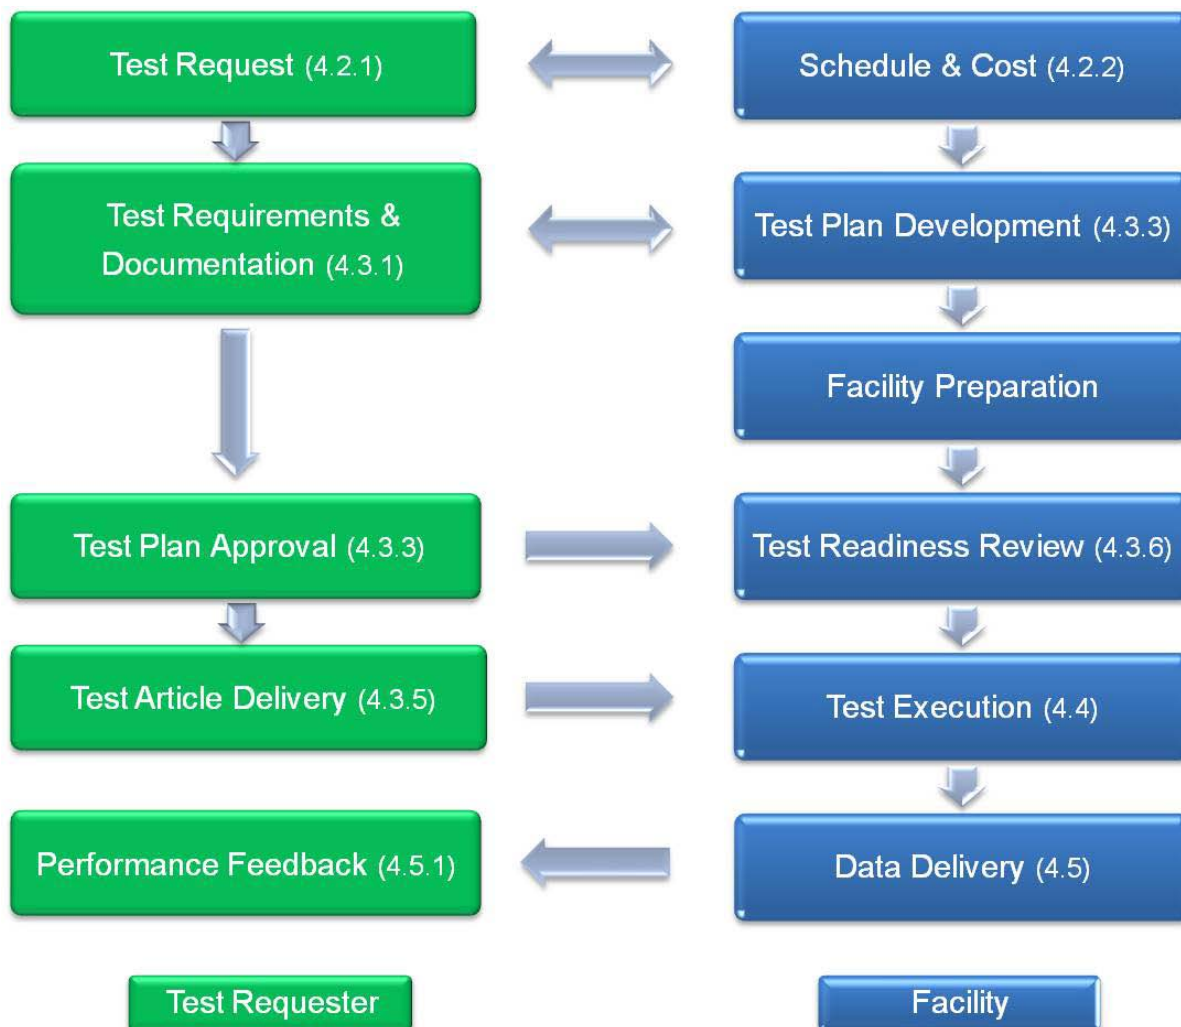 Test Request (4.2.1)
Schedule & Cost (4.2.2)
Test Requirements &
Documentation (4.3.1)
Test Plan Development (4.3.3)
Facility Preparation
Test Plan Approval (4.3.3)
Test Readiness Review (4.3.6)
Test Article Delivery (4.3.5)
Test Execution (4.4)
Performance Feedback (4.5.1)
Data Delivery (4.5)
Test Requester
Facility